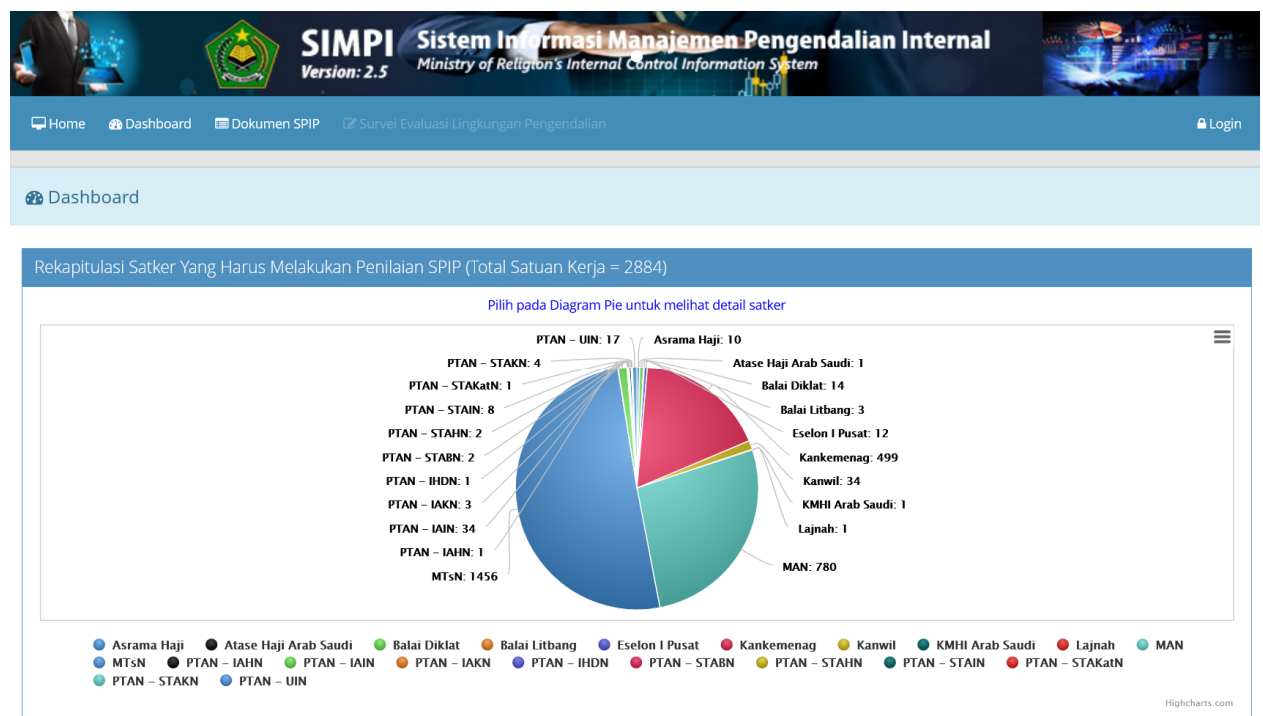 SIMPI
Version: 2.5
Sistem Informasi Manajemen Pengendalian Internal
Ministry of Religion's Internal Control Information System
Home Dashboard Dokumen SPIP Survei Evaluasi Lingkungan Pengendalian Login
Dashboard
Rekapitulasi Satker Yang Harus Melakukan Penilaian SPIP (Total Satuan Kerja = 2884)
Pilih pada Diagram Pie untuk melihat detail satker
PTAN – UIN: 17
PTAN – STAKN: 4
PTAN – STAKatN: 1
PTAN – STAIN: 8
PTAN – STAHN: 2
PTAN – STABN: 2
PTAN – IHDN: 1
PTAN – IAKN: 3
PTAN – IAIN: 34
PTAN – IAHN: 1
MTsN: 1456
Asrama Haji: 10
Atase Haji Arab Saudi: 1
Balai Diklat: 14
Balai Litbang: 3
Eselon I Pusat: 12
Kankemenag: 499
Kanwil: 34
KMHI Arab Saudi: 1
Lajnah: 1
MAN: 780
Asrama Haji Atase Haji Arab Saudi Balai Diklat Balai Litbang Eselon I Pusat Kankemenag Kanwil KMHI Arab Saudi Lajnah MAN
MTsN PTAN – IAHN PTAN – IAIN PTAN – IAKN PTAN – IHDN PTAN – STABN PTAN – STAHN PTAN – STAIN PTAN – STAKatN
PTAN – STAKN PTAN – UIN
Highcharts.com